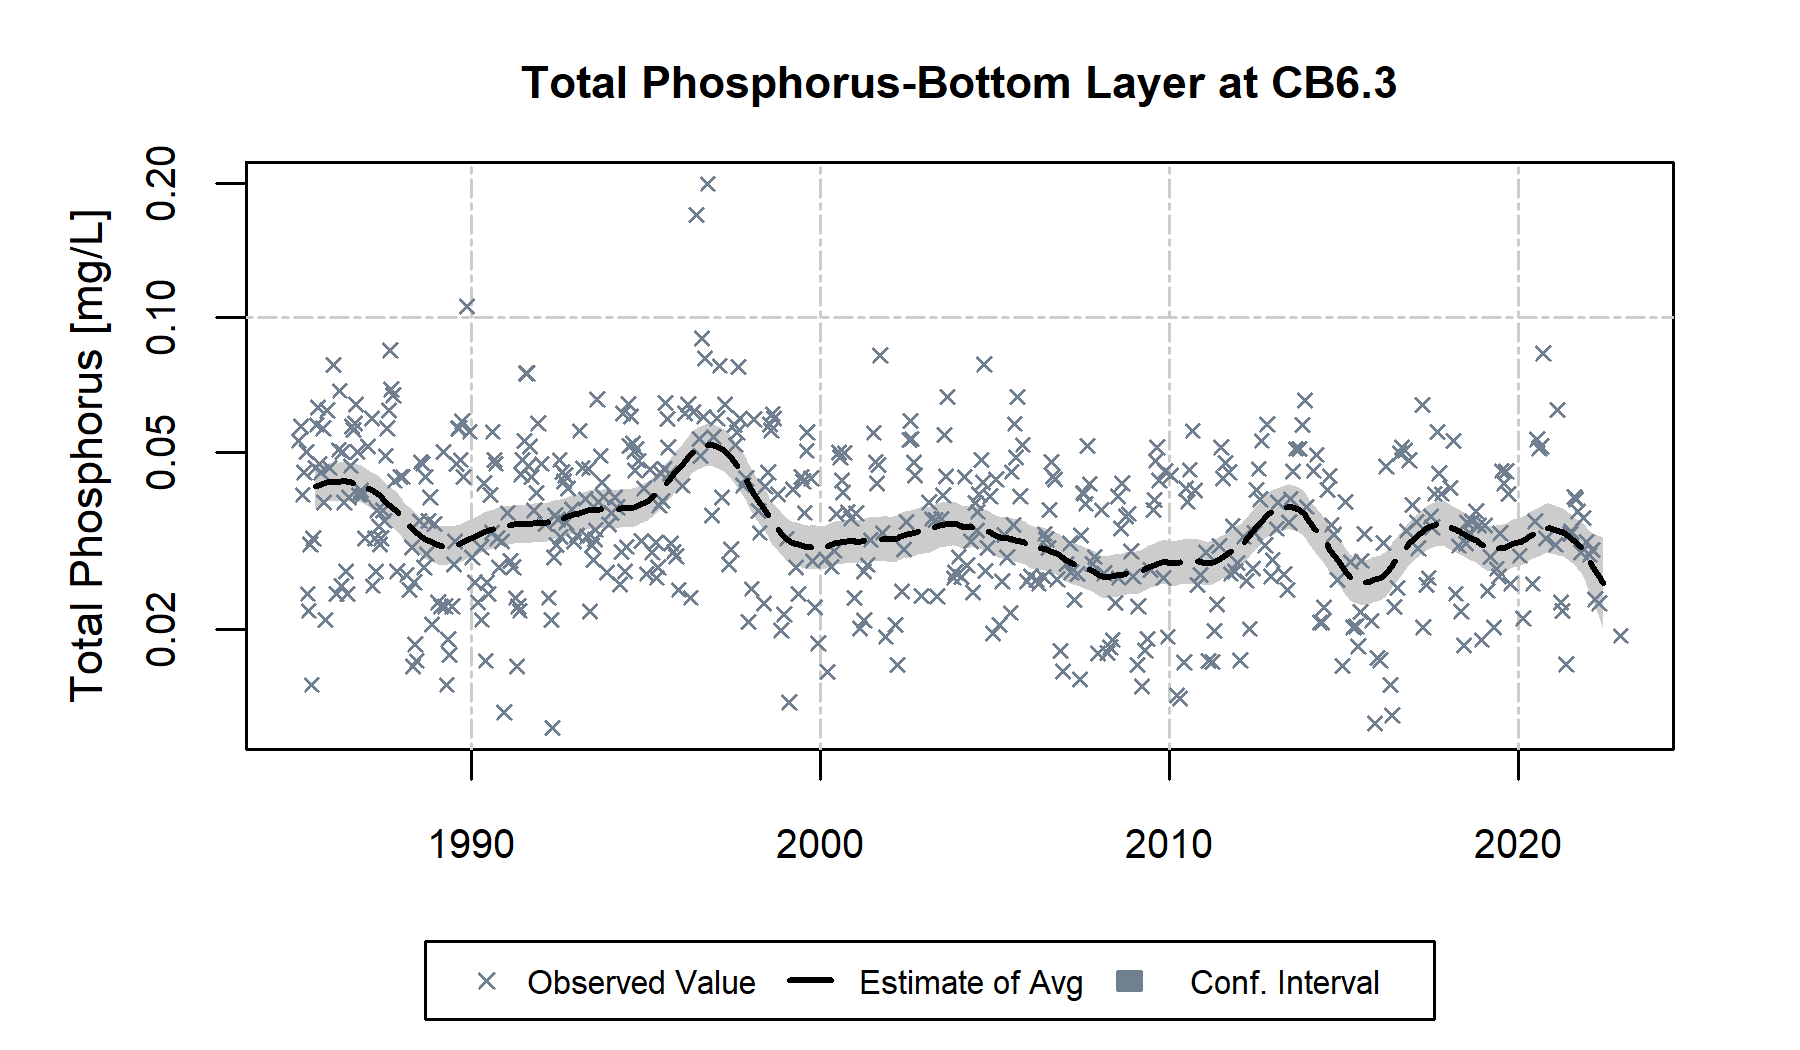 Total Phosphorus-Bottom Layer at CB6.3
Total Phosphorus [mg/L]
0.20
0.10
0.05
0.02
1990 2000 2010 2020
Observed Value Estimate of Avg Conf. Interval